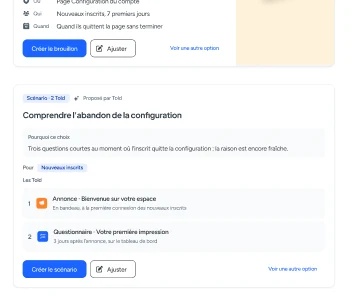 Où Page Configuration du compte
Qui Nouveaux inscrits, 7 premiers jours
Quand Quand ils quittent la page sans terminer
Créer le brouillon Ajuster Voir une autre option
Scénario · 2 Told Proposé par Told
Comprendre l'abandon de la configuration
Pourquoi ce choix
Trois questions courtes au moment où l'inscrit quitte la configuration ; la raison est encore fraîche.
Pour Nouveaux inscrits
Les Told
1 Annonce · Bienvenue sur votre espace
En bandeau, à la première connexion des nouveaux inscrits
2 Questionnaire · Votre première impression
3 jours après l'annonce, sur le tableau de bord
Créer le scénario Ajuster Voir une autre option